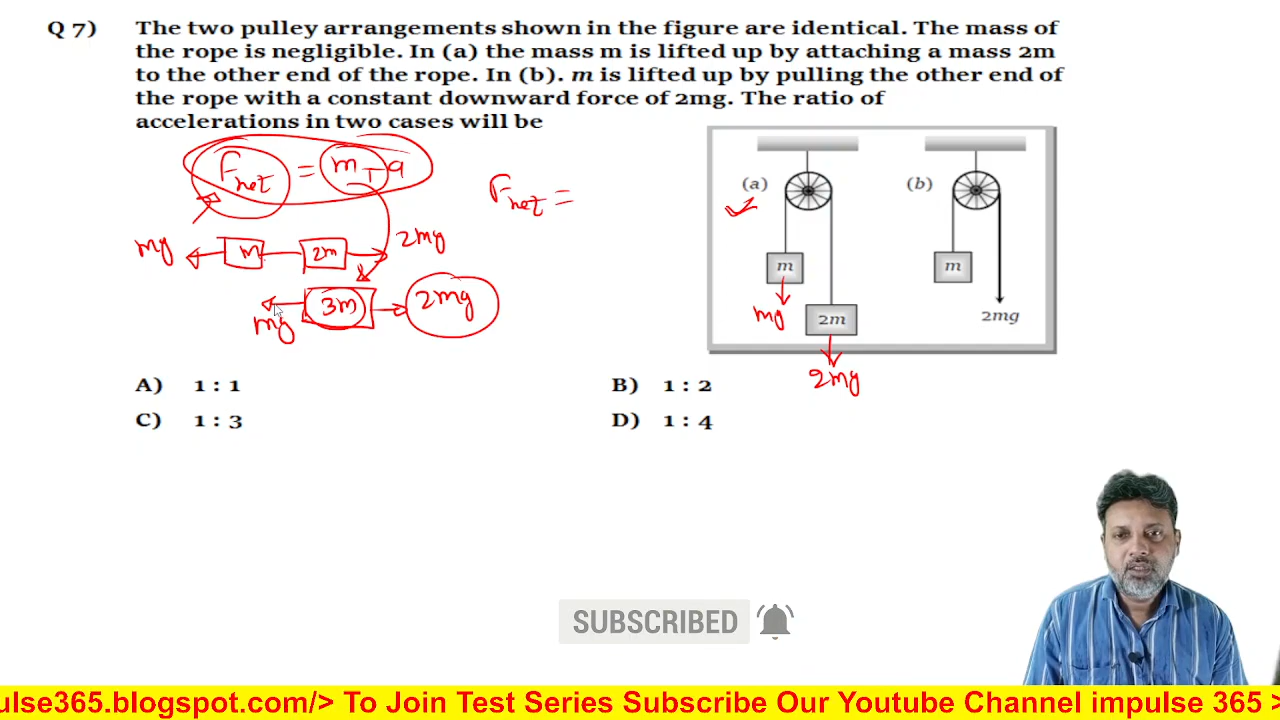 Q 7) The two pulley arrangements shown in the figure are identical. The mass of
the rope is negligible. In (a) the mass m is lifted up by attaching a mass 2m
to the other end of the rope. In (b). m is lifted up by pulling the other end of
the rope with a constant downward force of 2mg. The ratio of
accelerations in two cases will be
Fnet = mT a
Fnet =
mg m 2m 2mg
mg 3m 2mg
(a) (b)
m m
mg 2m 2mg
2mg
A) 1 : 1 B) 1 : 2
C) 1 : 3 D) 1 : 4
SUBSCRIBED
ulse365.blogspot.com/> To Join Test Series Subscribe Our Youtube Channel impulse 365 >